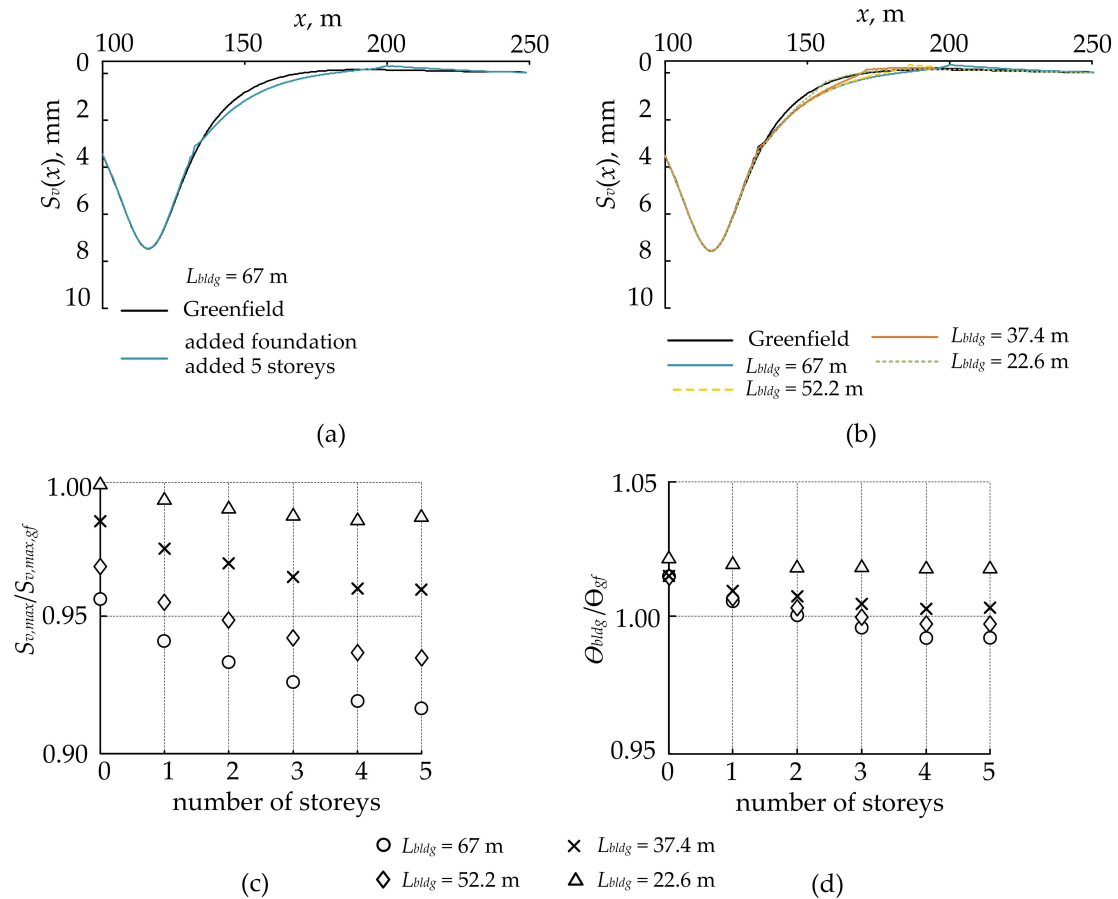 x, m
100 150 200 250
0
2
4
6
8
10
Sv(x), mm
Lbldg = 67 m
Greenfield
added foundation
added 5 storeys
(a)
x, m
100 150 200 250
0
2
4
6
8
10
Sv(x), mm
Greenfield
Lbldg = 37.4 m
Lbldg = 67 m
Lbldg = 22.6 m
Lbldg = 52.2 m
(b)
1.00
0.95
0.90
Sv,max/Sv,max,gf
0 1 2 3 4 5
number of storeys
1.05
1.00
0.95
Θbldg/Θgf
0 1 2 3 4 5
number of storeys
Lbldg = 67 m
Lbldg = 37.4 m
Lbldg = 52.2 m
Lbldg = 22.6 m
(c)
(d)